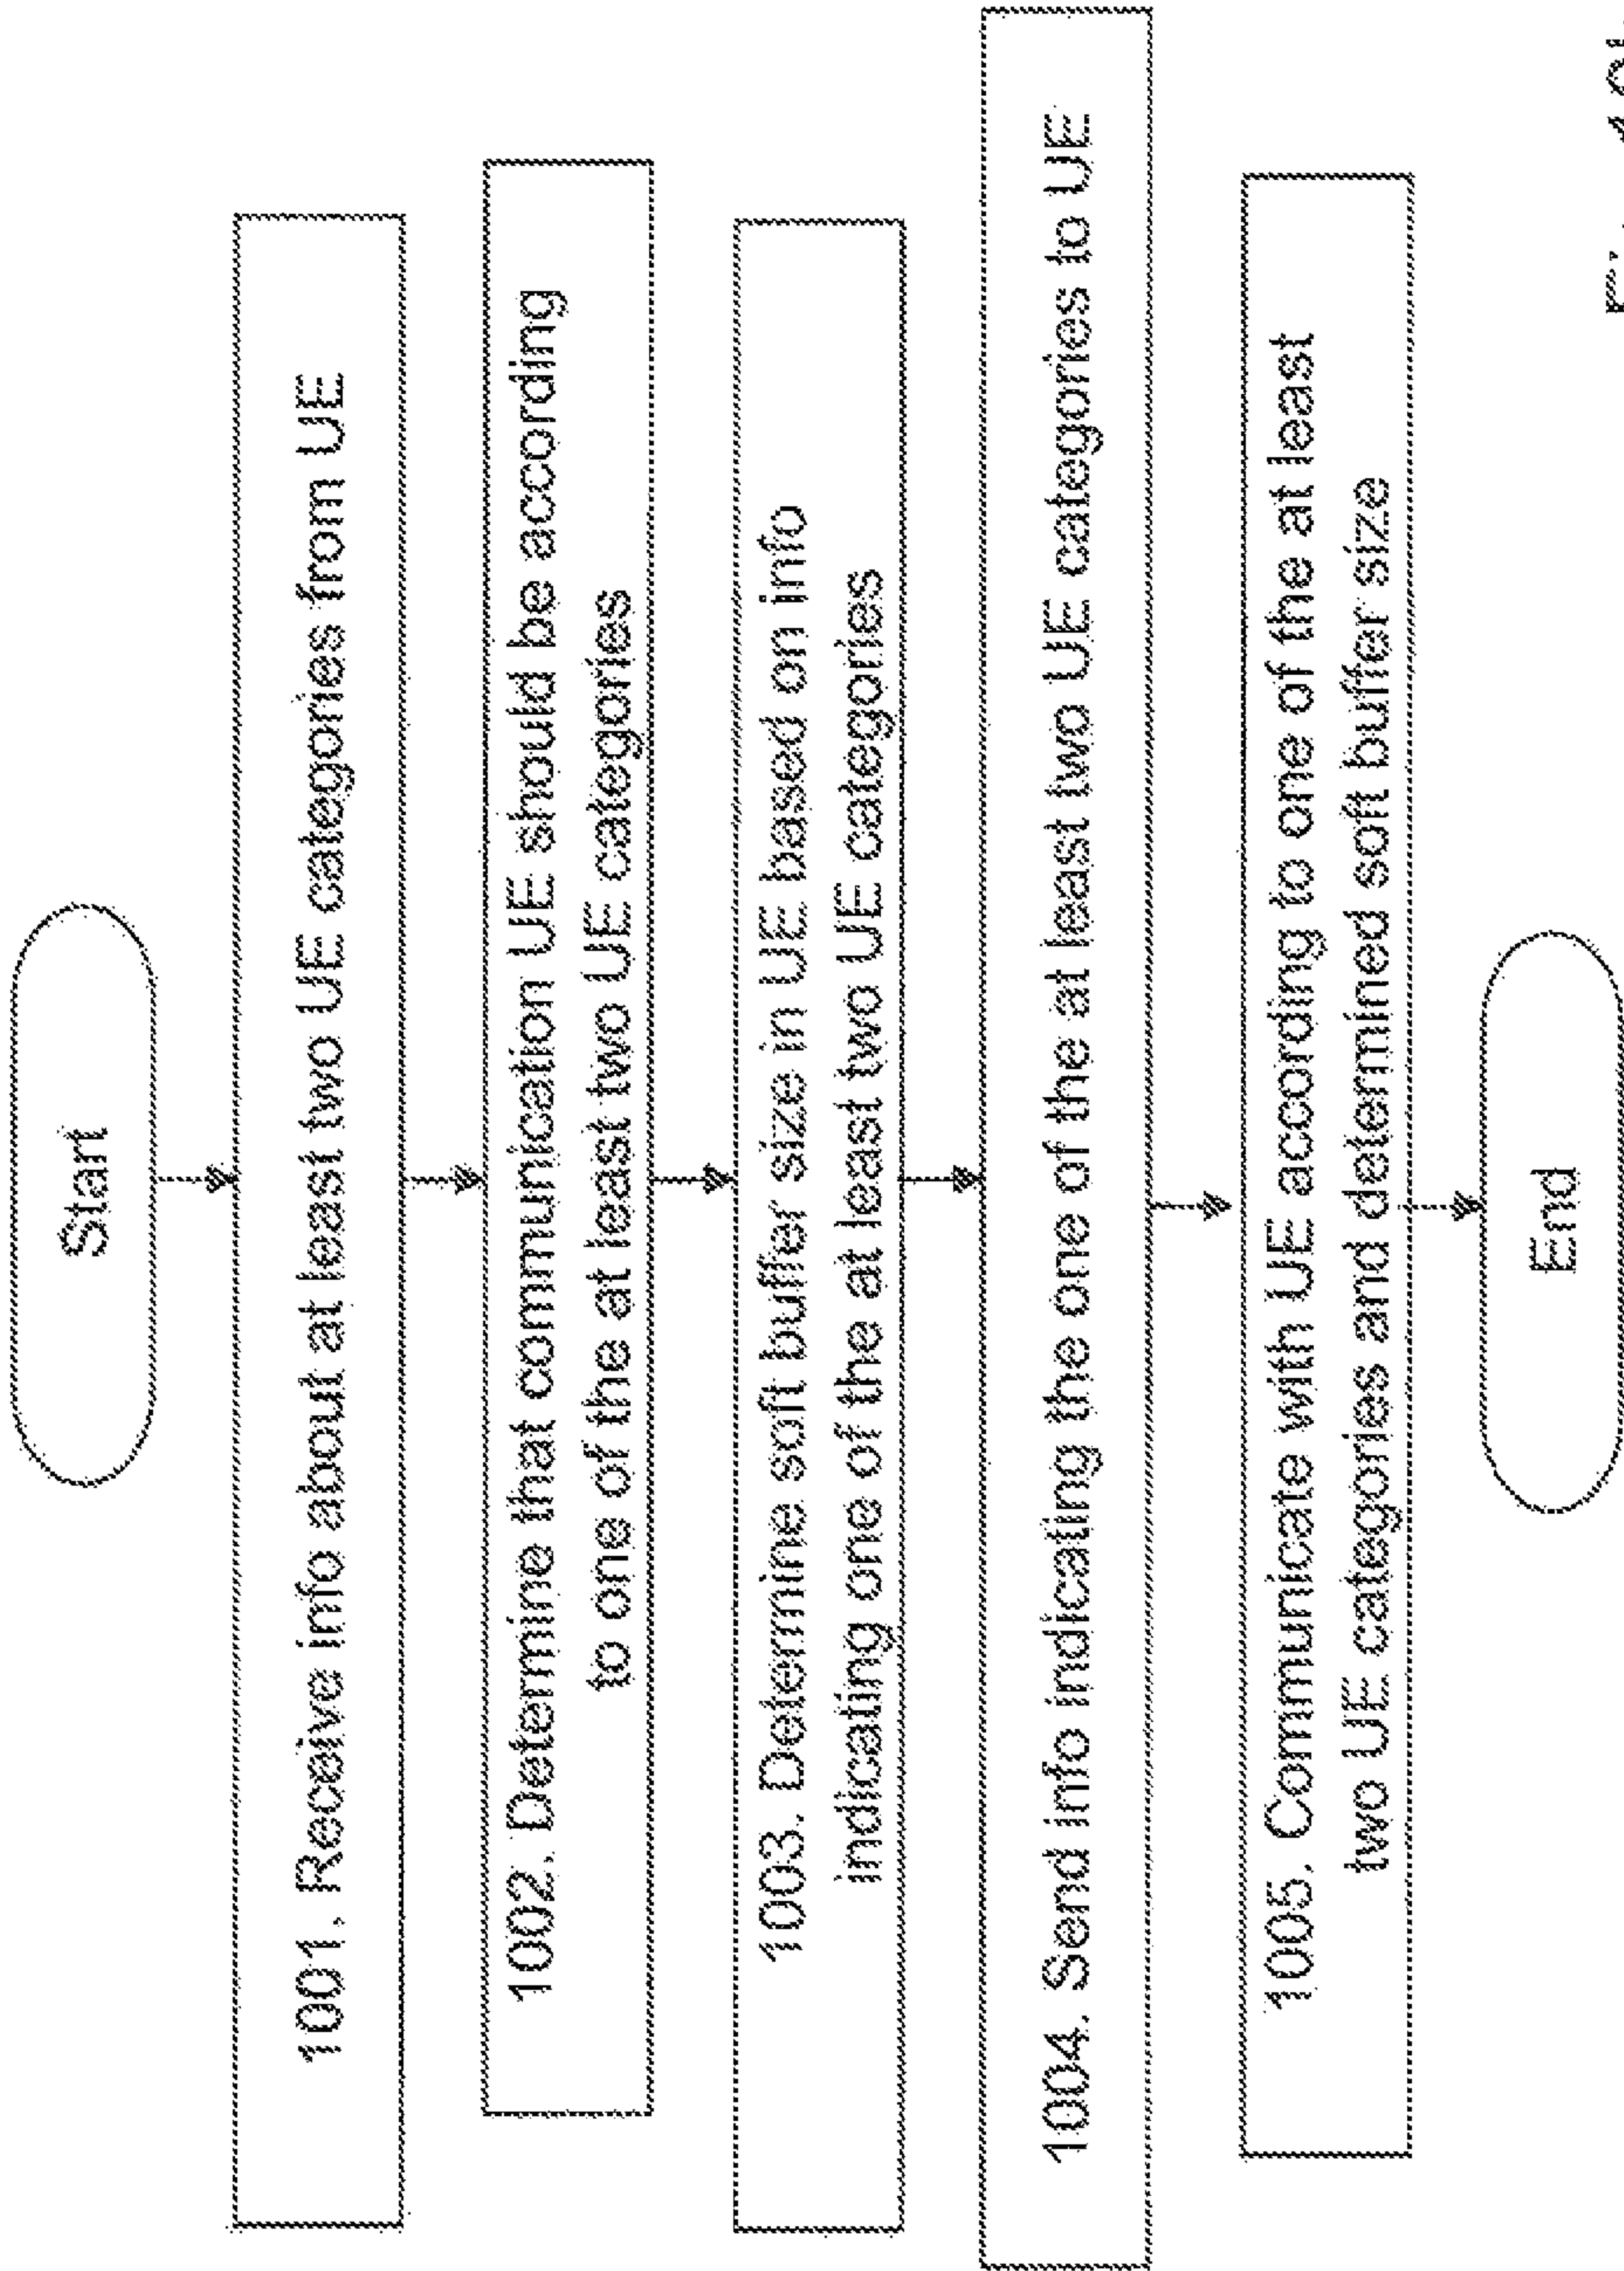 Start
1001. Receive info about at least two UE categories from UE
1002. Determine that communication UE should be according
to one of the at least two UE categories
1003. Determine soft buffer size in UE based on info
indicating one of the at least two UE categories
1004. Send info indicating the one of the at least two UE categories to UE
1005. Communicate with UE according to one of the at least
two UE categories and determined soft buffer size
End